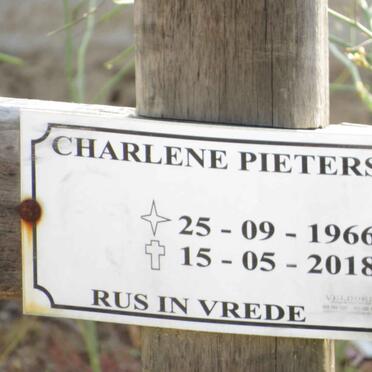 CHARLENE PIETERS
25 - 09 - 1966
15 - 05 - 2018
RUS IN VREDE